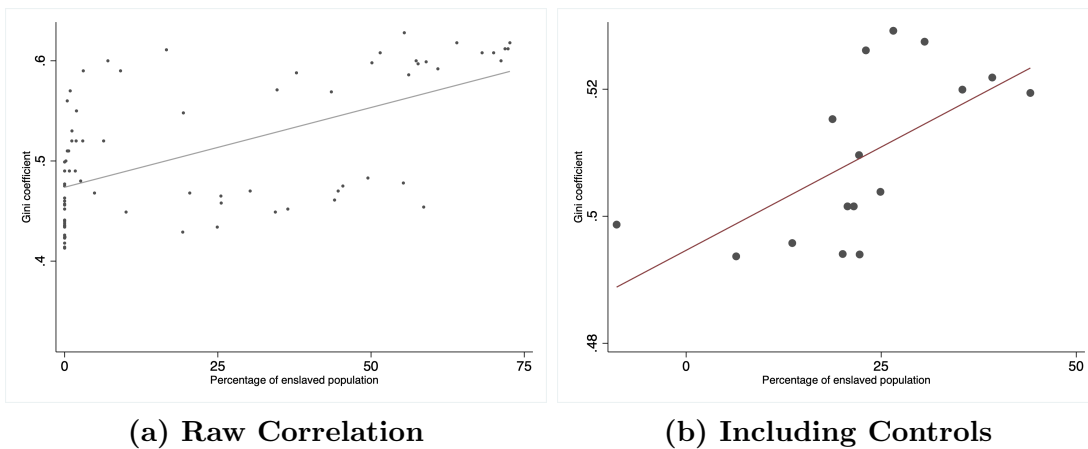 .6
.5
.4
Gini coefficient
0 25 50 75
Percentage of enslaved population
(a) Raw Correlation
.52
.5
.48
Gini coefficient
0 25 50
Percentage of enslaved population
(b) Including Controls